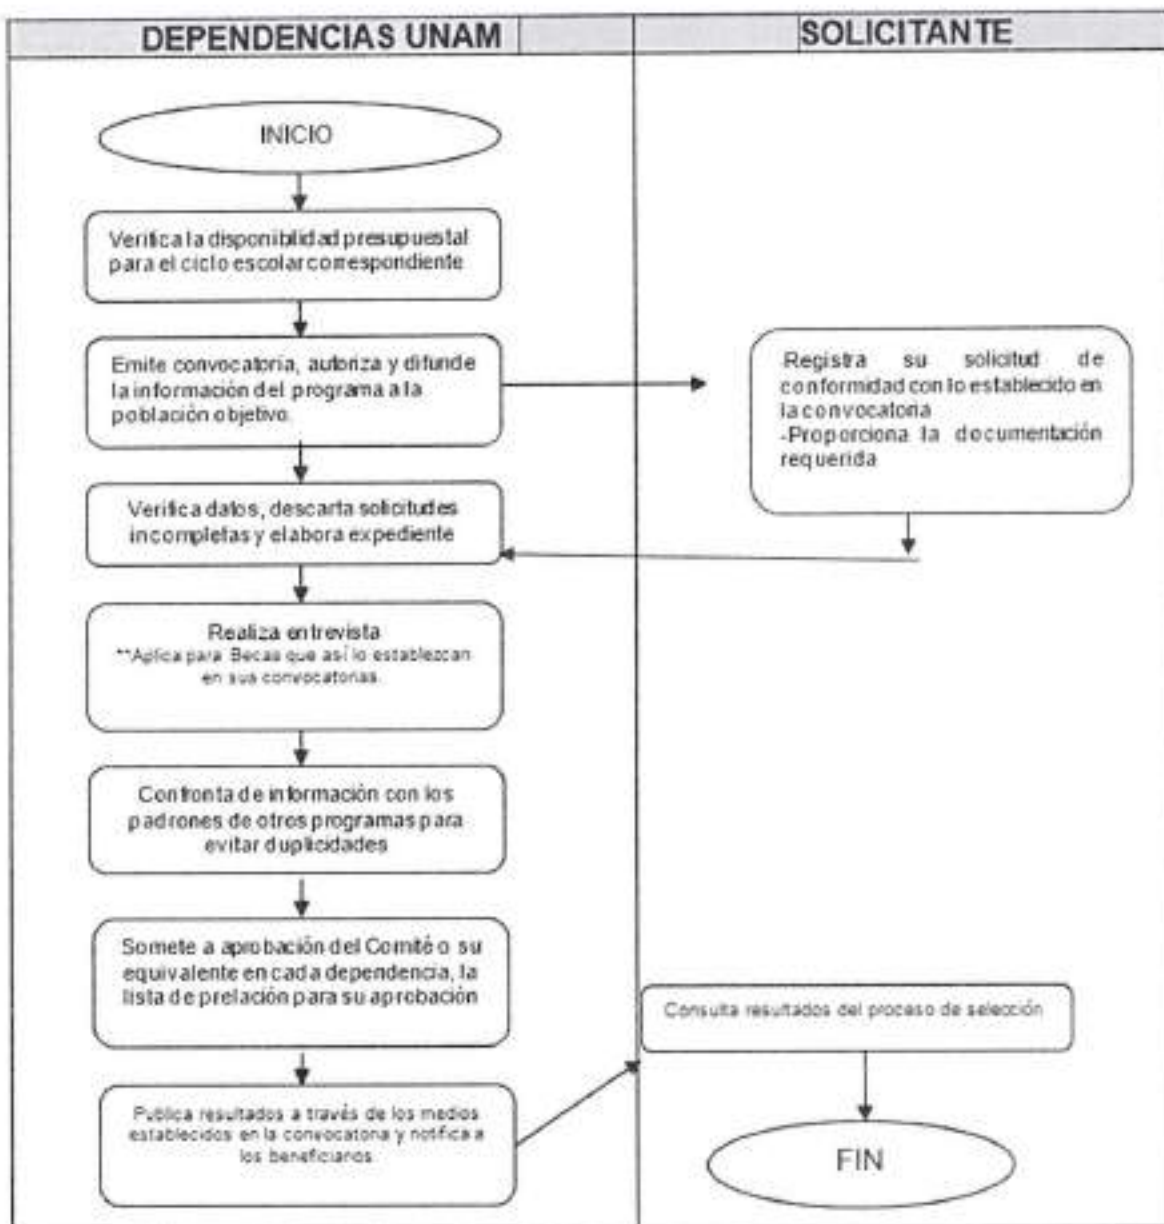 DEPENDENCIAS UNAM
SOLICITANTE
INICIO
Verifica la disponibilidad presupuestal
para el ciclo escolar correspondiente
Emite convocatoria, autoriza y difunde
la información del programa a la
población objetivo.
-Registra su solicitud de
conformidad con lo establecido en
la convocatoria
-Proporciona la documentación
requerida
Verifica datos, descarta solicitudes
incompletas y elabora expediente
Realiza entrevista
**Aplica para Becas que así lo establezcan
en sus convocatorias.
Confronta de información con los
padrones de otros programas para
evitar duplicidades
Somete a aprobación del Comité o su
equivalente en cada dependencia, la
lista de prelación para su aprobación
Consulta resultados del proceso de selección
Publica resultados a través de los medios
establecidos en la convocatoria y notifica a
los beneficiarios
FIN